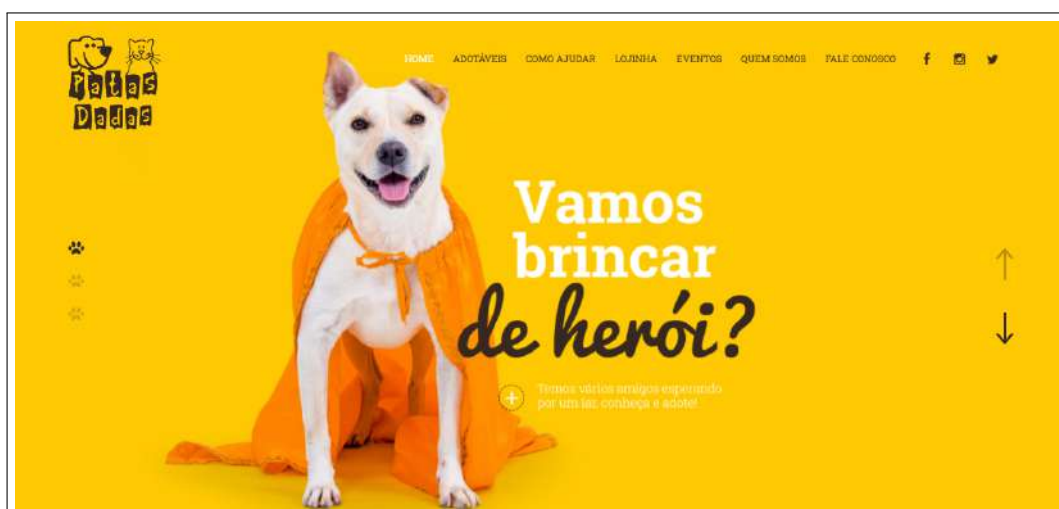 Patas
Dadas
HOME ADOTÁVEIS COMO AJUDAR LOJINHA EVENTOS QUEM SOMOS FALE CONOSCO
Vamos
brincar
de herói?
Temos vários amigos esperando
por um lar, conheça e adote!